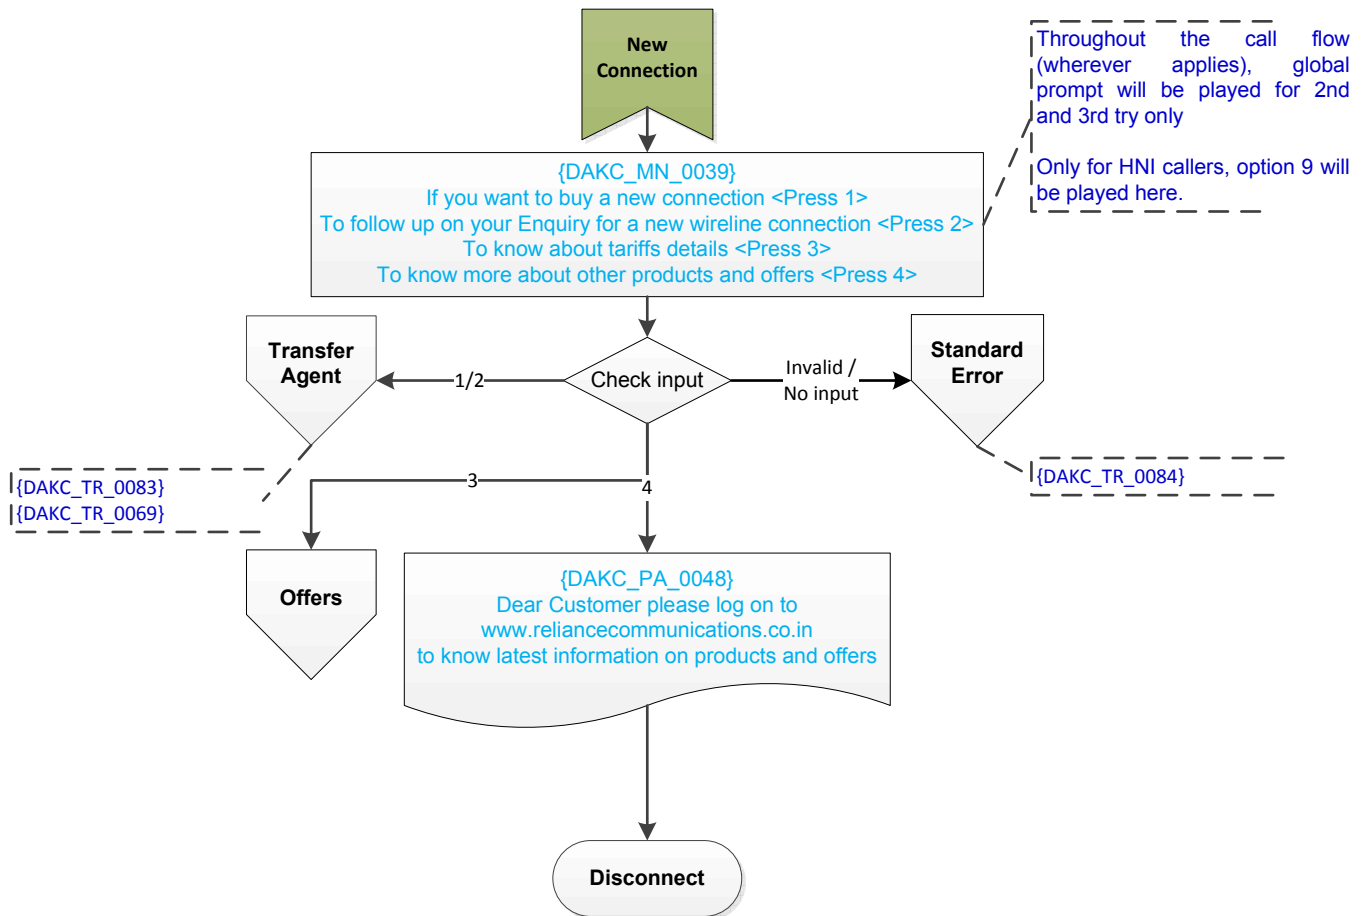 New
Connection
Throughout the call flow
(wherever applies), global
prompt will be played for 2nd
and 3rd try only
Only for HNI callers, option 9 will
be played here.
{DAKC_MN_0039}
If you want to buy a new connection <Press 1>
To follow up on your Enquiry for a new wireline connection <Press 2>
To know about tariffs details <Press 3>
To know more about other products and offers <Press 4>
Transfer
Agent
1/2
Check input
Invalid /
No input
Standard
Error
{DAKC_TR_0083}
{DAKC_TR_0069}
3
4
{DAKC_TR_0084}
Offers
{DAKC_PA_0048}
Dear Customer please log on to
www.reliancecommunications.co.in
to know latest information on products and offers
Disconnect